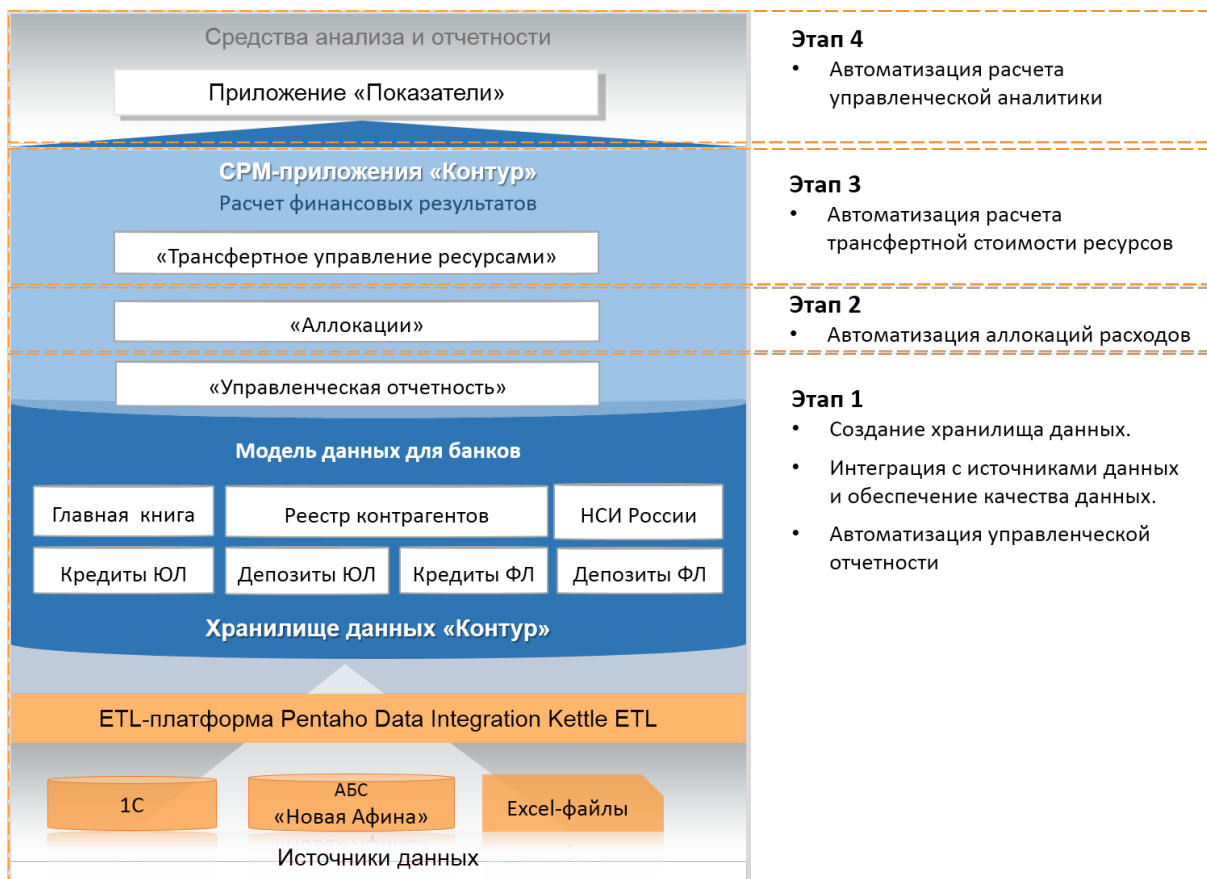 Средства анализа и отчетности
Приложение «Показатели»
CPM-приложения «Контур»
Расчет финансовых результатов
«Трансфертное управление ресурсами»
«Аллокации»
«Управленческая отчетность»
Модель данных для банков
Главная книга
Реестр контрагентов
НСИ России
Кредиты ЮЛ
Депозиты ЮЛ
Кредиты ФЛ
Депозиты ФЛ
Хранилище данных «Контур»
ETL-платформа Pentaho Data Integration Kettle ETL
1С
АБС
«Новая Афина»
Excel-файлы
Источники данных
Этап 4
• Автоматизация расчета
управленческой аналитики
Этап 3
• Автоматизация расчета
трансфертной стоимости ресурсов
Этап 2
• Автоматизация аллокаций расходов
Этап 1
• Создание хранилища данных.
• Интеграция с источниками данных
и обеспечение качества данных.
• Автоматизация управленческой
отчетности